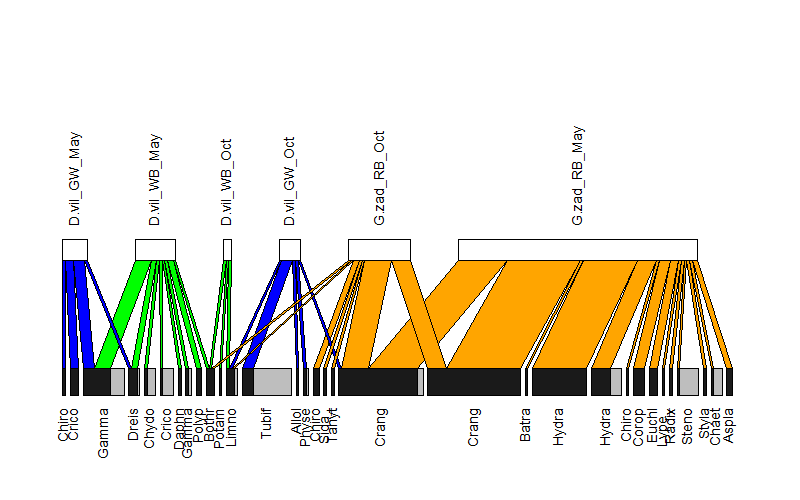 D.vil_GW_May
D.vil_WB_May
D.vil_WB_Oct
D.vil_GW_Oct
G.zad_RB_Oct
G.zad_RB_May
Chiro
Crico
Gamma
Dreis
Chydo
Crico
Daphn
Gamma
Polyp
Bothr
Potam
Limno
Tubif
Allol
Physe
Chiro
Sida
Tanyt
Crang
Crang
Batra
Hydra
Hydra
Chiro
Corop
Euchl
Lype
Radix
Steno
Styla
Chaet
Aspla